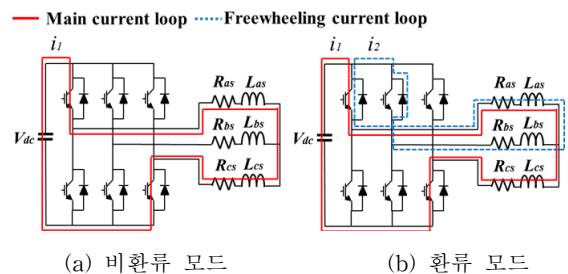 Main current loop Freewheeling current loop
i1 i1 i2
Ras Las Ras Las
Vdc Rbs Lbs Vdc Rbs Lbs
Rcs Lcs Rcs Lcs
(a) 비환류 모드 (b) 환류 모드